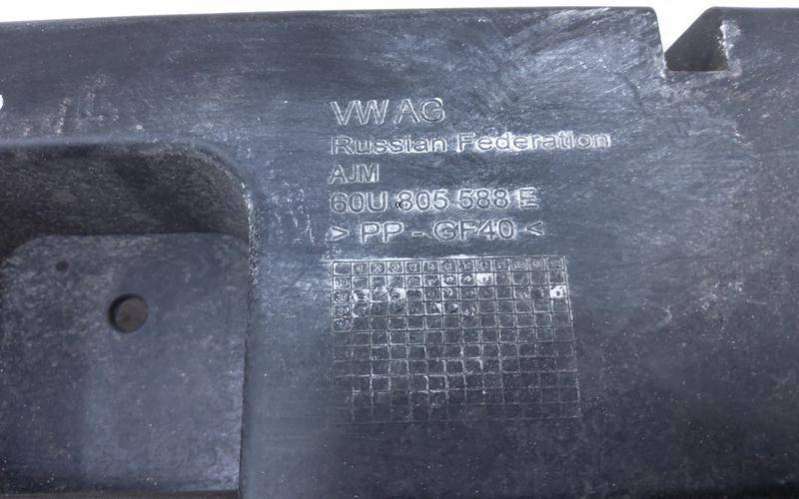 VW AG
Russian Federation
AJM
60U 805 588 E
> PP - GF40 <